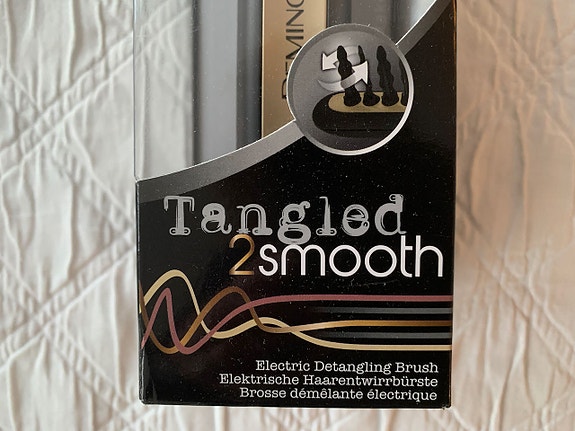 Tangled
2smooth
Electric Detangling Brush
Elektrische Haarentwirrbürste
Brosse démêlante électrique